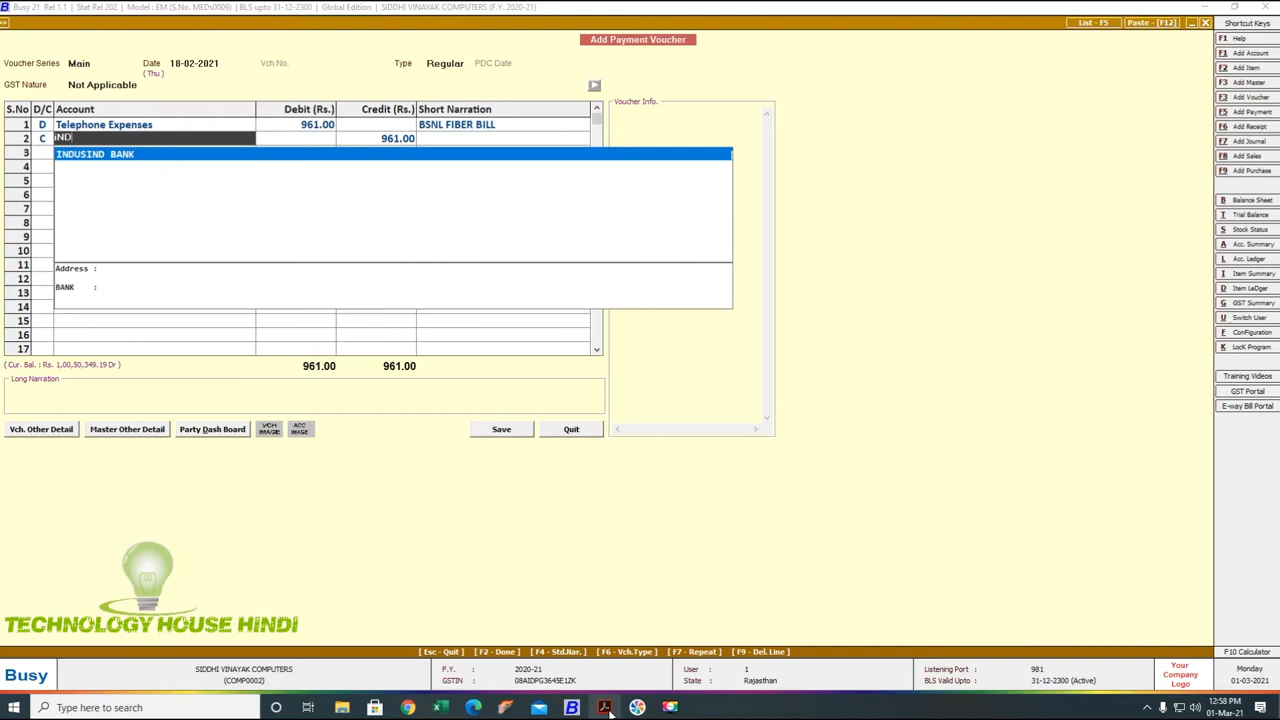 Busy 21 Rel 1.1 | Stat Rel 202 | Model : EM (S.No. MEDs0009) | BLS upto 31-12-2300 | Global Edition | SIDDHI VINAYAK COMPUTERS (F.Y. 2020-21)
>>
List - F5 Paste - [F12]
Shortcut Keys
Add Payment Voucher
Voucher Series Main Date 18-02-2021 Vch No. Type Regular PDC Date
( Thu )
GST Nature Not Applicable
Voucher Info.
S.No D/C Account Debit (Rs.) Credit (Rs.) Short Narration
1 D Telephone Expenses 961.00 BSNL FIBER BILL
2 C IND 961.00
3 INDUSIND BANK
4
5
6
7
8
9
10
11 Address :
12
13 BANK :
14
15
16
17
( Cur. Bal. : Rs. 1,00,50,349.19 Dr ) 961.00 961.00
Long Narration
Vch. Other Detail Master Other Detail Party Dash Board VCH IMAGE ACC IMAGE Save Quit
F1 Help
F1 Add Account
F2 Add Item
F3 Add Master
F3 Add Voucher
F5 Add Payment
F6 Add Receipt
F7 Add Journal
F8 Add Sales
F9 Add Purchase
B Balance Sheet
T Trial Balance
S Stock Status
A Acc. Summary
L Acc. Ledger
I Item Summary
D Item LeDger
G GST Summary
U Switch User
F ConFiguration
K LocK Program
Training Videos
GST Portal
E-way Bill Portal
TECHNOLOGY HOUSE HINDI
[ Esc - Quit ] [ F2 - Done ] [ F4 - Std.Nar. ] [ F6 - Vch.Type ] [ F7 - Repeat ] [ F9 - Del. Line ]
F10 Calculator
Busy
SIDDHI VINAYAK COMPUTERS
(COMP0002)
F.Y. 2020-21
GSTIN 08AIDPG3645E1ZK
User 1
State Rajasthan
Listening Port 981
BLS Valid Upto 31-12-2300 (Active)
Your Company Logo
Monday
01-03-2021
Type here to search
12:58 PM
01-Mar-21